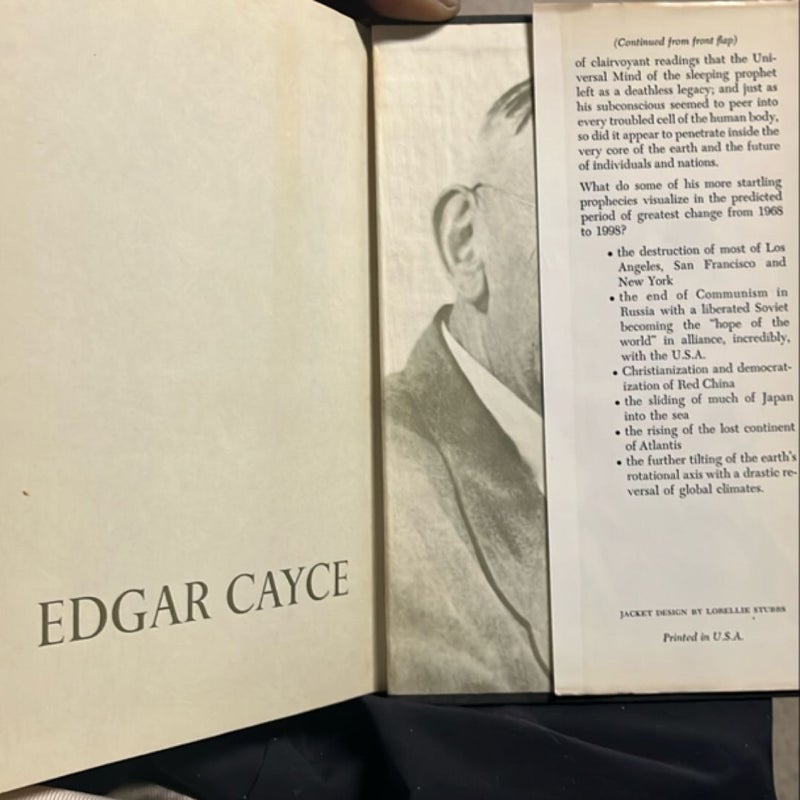 EDGAR CAYCE
(Continued from front flap)
of clairvoyant readings that the Uni-
versal Mind of the sleeping prophet
left as a deathless legacy; and just as
his subconscious seemed to peer into
every troubled cell of the human body,
so did it appear to penetrate inside the
very core of the earth and the future
of individuals and nations.
What do some of his more startling
prophecies visualize in the predicted
period of greatest change from 1968
to 1998?
• the destruction of most of Los
Angeles, San Francisco and
New York
• the end of Communism in
Russia with a liberated Soviet
becoming the "hope of the
world" in alliance, incredibly,
with the U.S.A.
• Christianization and democrat-
ization of Red China
• the sliding of much of Japan
into the sea
• the rising of the lost continent
of Atlantis
• the further tilting of the earth's
rotational axis with a drastic re-
versal of global climates.
JACKET DESIGN BY LORELLIE STUBBS
Printed in U.S.A.